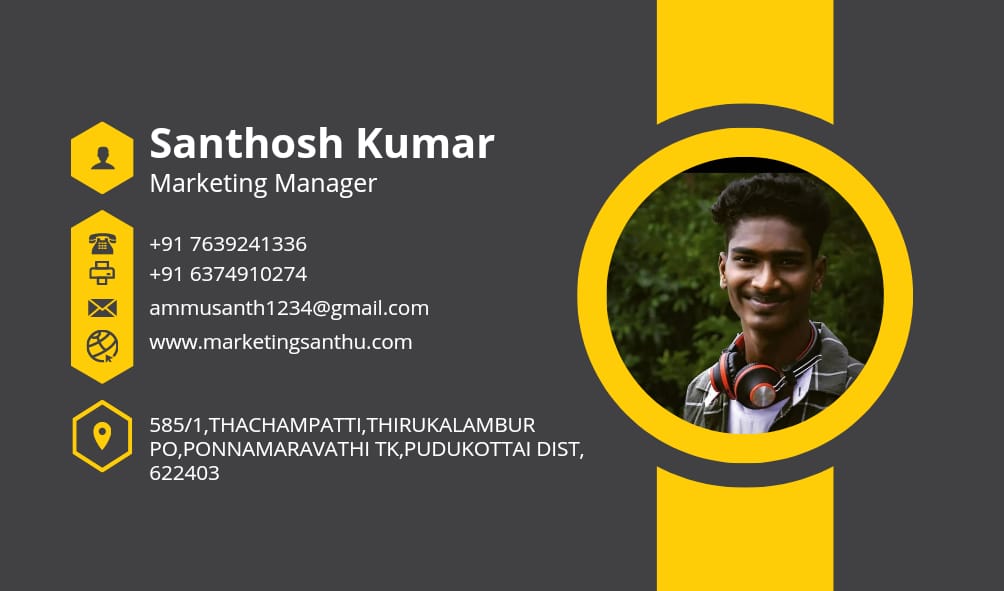 Santhosh Kumar
Marketing Manager
+91 7639241336
+91 6374910274
ammusanth1234@gmail.com
www.marketingsanthu.com
585/1,THACHAMPATTI,THIRUKALAMBUR
PO,PONNAMARAVATHI TK,PUDUKOTTAI DIST,
622403